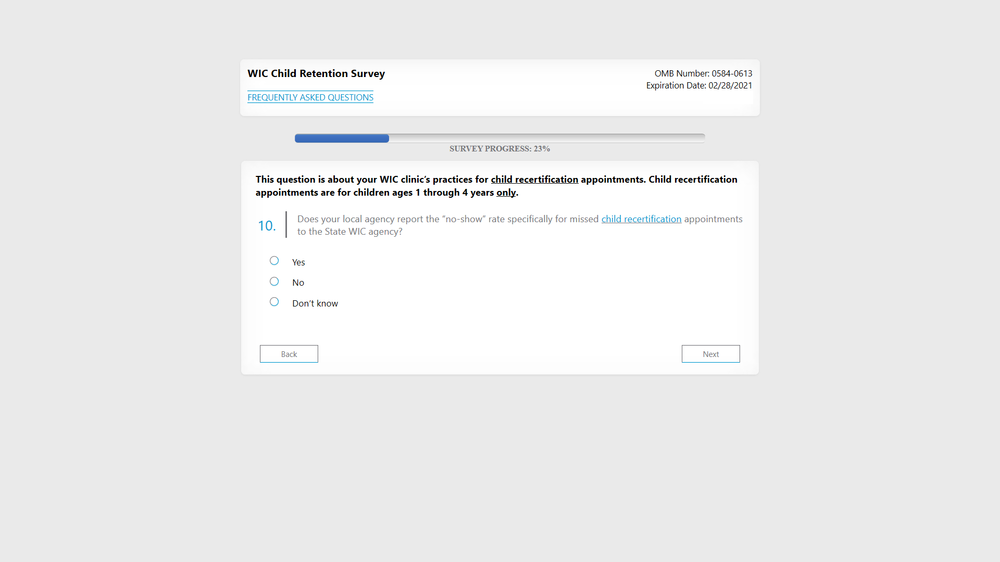 WIC Child Retention Survey
OMB Number: 0584-0613
Expiration Date: 02/28/2021
FREQUENTLY ASKED QUESTIONS
SURVEY PROGRESS: 23%
This question is about your WIC clinic’s practices for child recertification appointments. Child recertification
appointments are for children ages 1 through 4 years only.
10.
Does your local agency report the “no-show” rate specifically for missed child recertification appointments
to the State WIC agency?
Yes
No
Don’t know
Back
Next